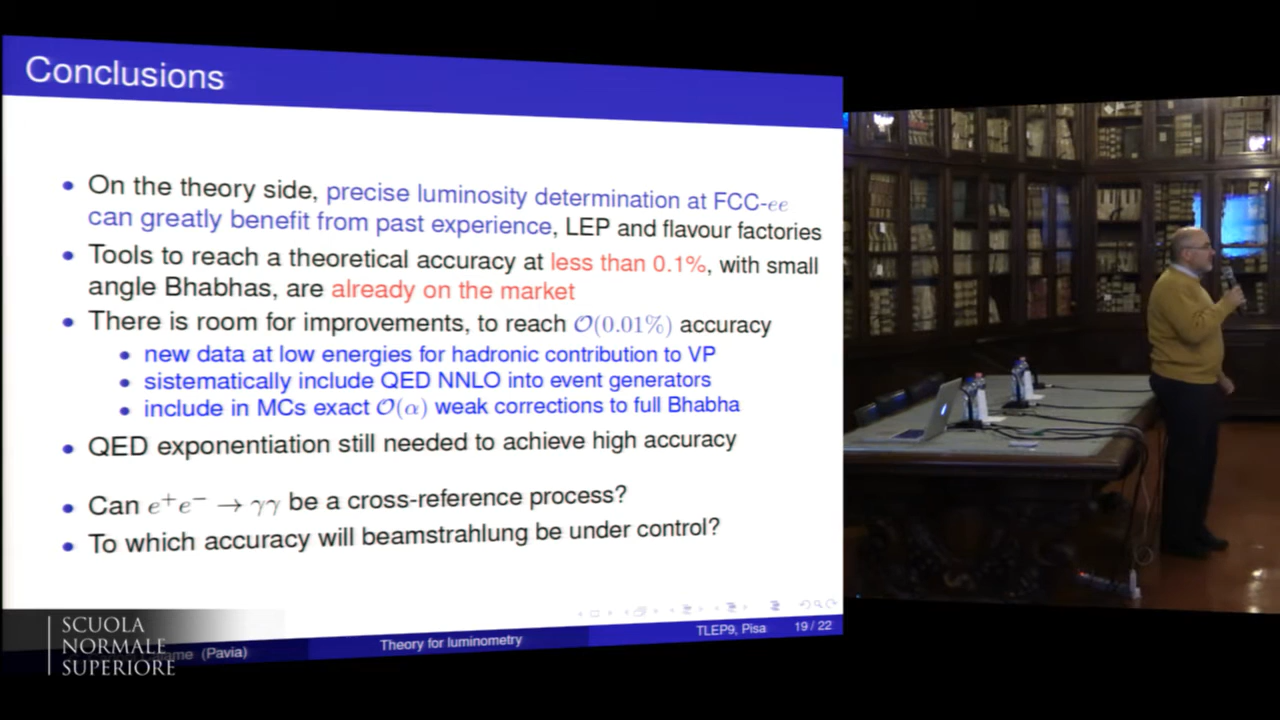 Conclusions
• On the theory side, precise luminosity determination at FCC-ee
can greatly benefit from past experience, LEP and flavour factories
• Tools to reach a theoretical accuracy at less than 0.1%, with small
angle Bhabhas, are already on the market
• There is room for improvements, to reach 𝒪(0.01%) accuracy
• new data at low energies for hadronic contribution to VP
• sistematically include QED NNLO into event generators
• include in MCs exact 𝒪(α) weak corrections to full Bhabha
• QED exponentiation still needed to achieve high accuracy
• Can e⁺e⁻ → γγ be a cross-reference process?
• To which accuracy will beamstrahlung be under control?
(Pavia) Theory for luminometry TLEP9, Pisa 19 / 22
SCUOLA
NORMALE
SUPERIORE